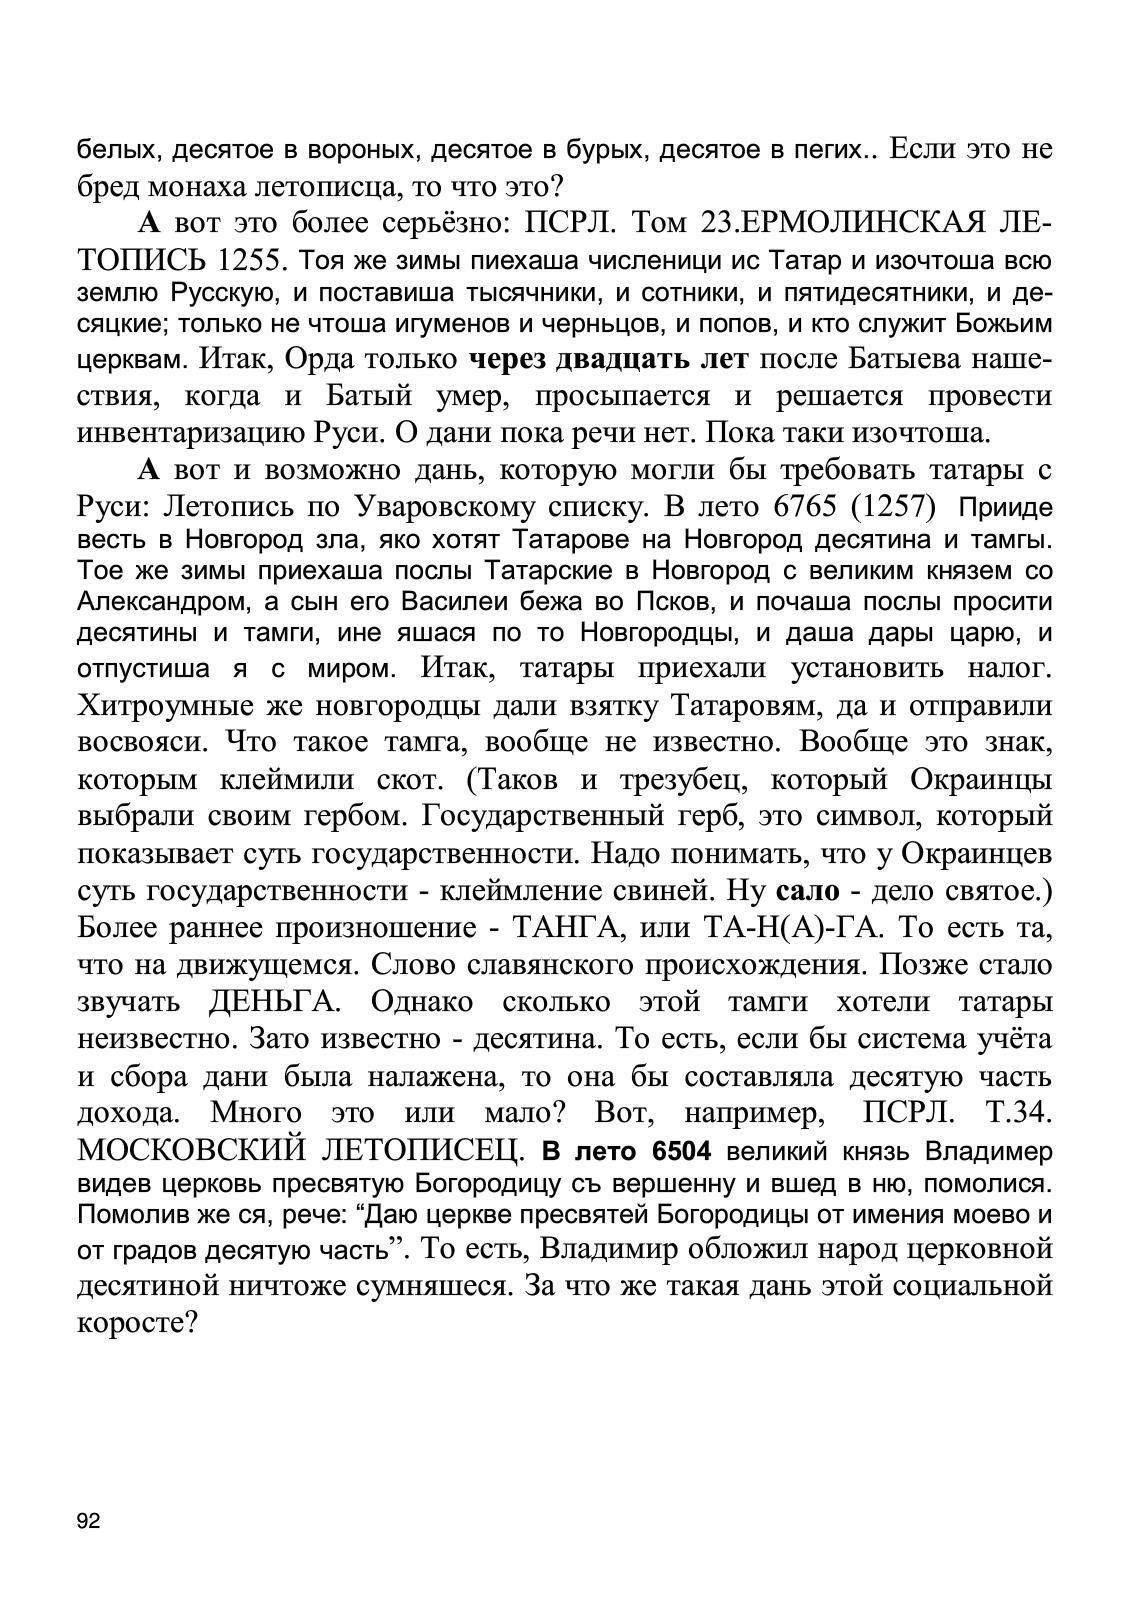 белых, десятое в вороных, десятое в бурых, десятое в пегих.. Если это не
бред монаха летописца, то что это?
А вот это более серьёзно: ПСРЛ. Том 23.ЕРМОЛИНСКАЯ ЛЕ-
ТОПИСЬ 1255. Тоя же зимы пиехаша численици ис Татар и изочтоша всю
землю Русскую, и поставиша тысячники, и сотники, и пятидесятники, и де-
сяцкие; только не чтоша игуменов и черньцов, и попов, и кто служит Божьим
церквам. Итак, Орда только через двадцать лет после Батыева наше-
ствия, когда и Батый умер, просыпается и решается провести
инвентаризацию Руси. О дани пока речи нет. Пока таки изочтоша.
А вот и возможно дань, которую могли бы требовать татары с
Руси: Летопись по Уваровскому списку. В лето 6765 (1257) Прииде
весть в Новгород зла, яко хотят Татарове на Новгород десятина и тамгы.
Тое же зимы приехаша послы Татарские в Новгород с великим князем со
Александром, а сын его Василеи бежа во Псков, и почаша послы просити
десятины и тамги, ине яшася по то Новгородцы, и даша дары царю, и
отпустиша я с миром. Итак, татары приехали установить налог.
Хитроумные же новгородцы дали взятку Татаровям, да и отправили
восвояси. Что такое тамга, вообще не известно. Вообще это знак,
которым клеймили скот. (Таков и трезубец, который Окраинцы
выбрали своим гербом. Государственный герб, это символ, который
показывает суть государственности. Надо понимать, что у Окраинцев
суть государственности - клеймление свиней. Ну сало - дело святое.)
Более раннее произношение - ТАНГА, или ТА-Н(А)-ГА. То есть та,
что на движущемся. Слово славянского происхождения. Позже стало
звучать ДЕНЬГА. Однако сколько этой тамги хотели татары
неизвестно. Зато известно - десятина. То есть, если бы система учёта
и сбора дани была налажена, то она бы составляла десятую часть
дохода. Много это или мало? Вот, например, ПСРЛ. Т.34.
МОСКОВСКИЙ ЛЕТОПИСЕЦ. В лето 6504 великий князь Владимер
видев церковь пресвятую Богородицу съ вершенну и вшед в ню, помолися.
Помолив же ся, рече: “Даю церкве пресвятей Богородицы от имения моево и
от градов десятую часть”. То есть, Владимир обложил народ церковной
десятиной ничтоже сумняшеся. За что же такая дань этой социальной
коросте?
92